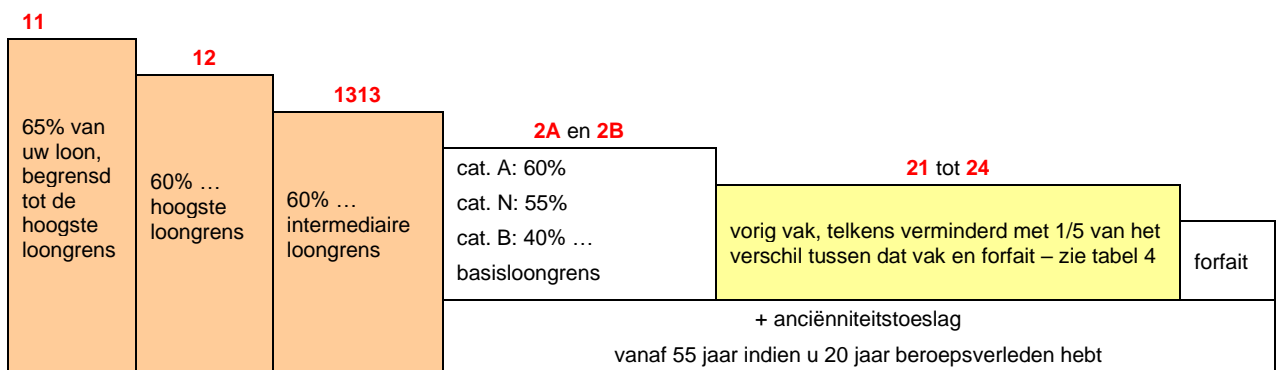 11
65% van
uw loon,
begrensd
tot de
hoogste
loongrens
12
60% …
hoogste
loongrens
1313
60% …
intermediaire
loongrens
2A en 2B
cat. A: 60%
cat. N: 55%
cat. B: 40% …
basisloongrens
21 tot 24
vorig vak, telkens verminderd met 1/5 van het
verschil tussen dat vak en forfait – zie tabel 4
forfait
+ anciënniteitstoeslag
vanaf 55 jaar indien u 20 jaar beroepsverleden hebt